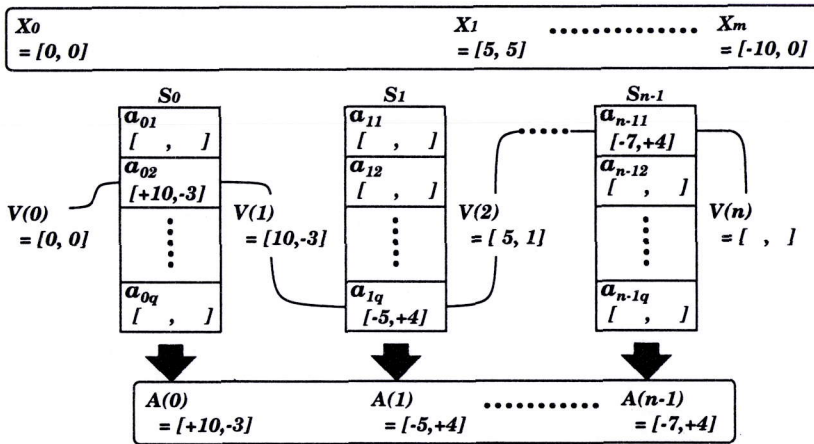 X0 X1 Xm
= [0, 0] = [5, 5] = [-10, 0]
S0 S1 Sn-1
a01 a11 an-11
[ , ] [ , ] [-7,+4]
a02 a12 an-12
[+10,-3] [ , ] [ , ]
V(0) V(1) V(2) V(n)
= [0, 0] = [10,-3] = [ 5, 1] = [ , ]
a0q a1q an-1q
[ , ] [-5,+4] [ , ]
A(0) A(1) A(n-1)
= [+10,-3] = [-5,+4] = [-7,+4]